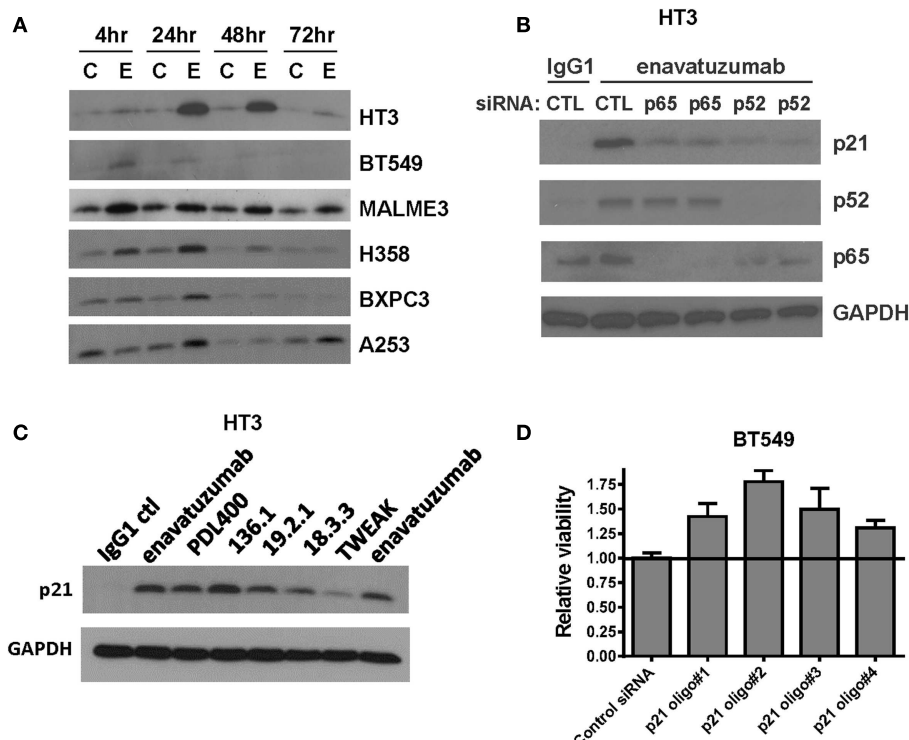 A
4hr 24hr 48hr 72hr
C E C E C E C E
HT3
BT549
MALME3
H358
BXPC3
A253
B
HT3
IgG1 enavatuzumab
siRNA: CTL CTL p65 p65 p52 p52
p21
p52
p65
GAPDH
C
HT3
IgG1 ctl enavatuzumab PDL400 136.1 19.2.1 18.3.3 TWEAK enavatuzumab
p21
GAPDH
D
BT549
Relative viability
1.75
1.50
1.25
1.00
0.75
0.50
0.25
0.00
Control siRNA p21 oligo#1 p21 oligo#2 p21 oligo#3 p21 oligo#4